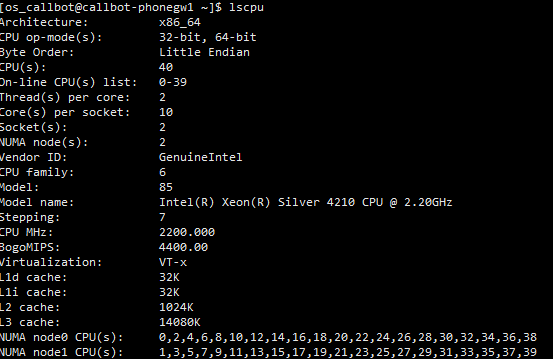 [os_callbot@callbot-phonegw1 ~]$ lscpu
Architecture:          x86_64
CPU op-mode(s):        32-bit, 64-bit
Byte Order:            Little Endian
CPU(s):                40
On-line CPU(s) list:   0-39
Thread(s) per core:    2
Core(s) per socket:    10
Socket(s):             2
NUMA node(s):          2
Vendor ID:             GenuineIntel
CPU family:            6
Model:                 85
Model name:            Intel(R) Xeon(R) Silver 4210 CPU @ 2.20GHz
Stepping:              7
CPU MHz:               2200.000
BogoMIPS:              4400.00
Virtualization:        VT-x
L1d cache:             32K
L1i cache:             32K
L2 cache:              1024K
L3 cache:              14080K
NUMA node0 CPU(s):     0,2,4,6,8,10,12,14,16,18,20,22,24,26,28,30,32,34,36,38
NUMA node1 CPU(s):     1,3,5,7,9,11,13,15,17,19,21,23,25,27,29,31,33,35,37,39